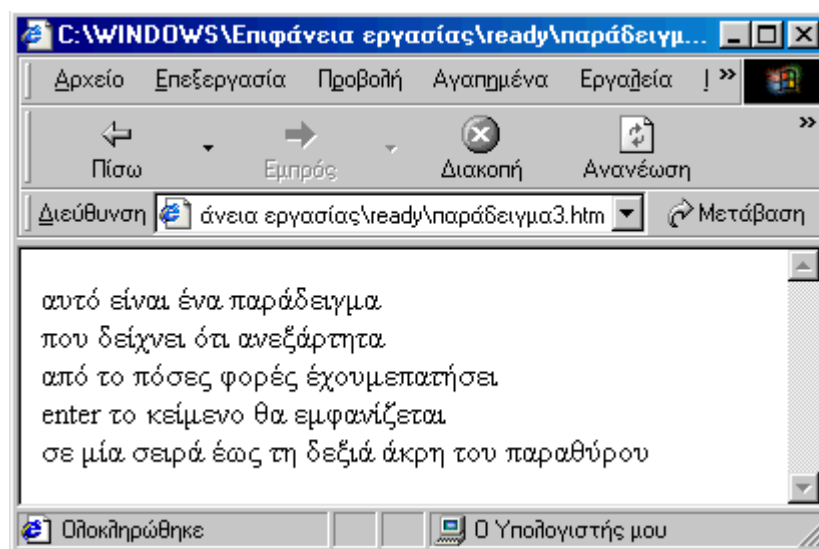 C:\WINDOWS\Επιφάνεια εργασίας\ready\παράδειγμ...
Αρχείο Επεξεργασία Προβολή Αγαπημένα Εργαλεία »
Πίσω Εμπρός Διακοπή Ανανέωση »
Διεύθυνση άνεια εργασίας\ready\παράδειγμα3.htm Μετάβαση
αυτό είναι ένα παράδειγμα
που δείχνει ότι ανεξάρτητα
από το πόσες φορές έχουμεπατήσει
enter το κείμενο θα εμφανίζεται
σε μία σειρά έως τη δεξιά άκρη του παραθύρου
Ολοκληρώθηκε Ο Υπολογιστής μου